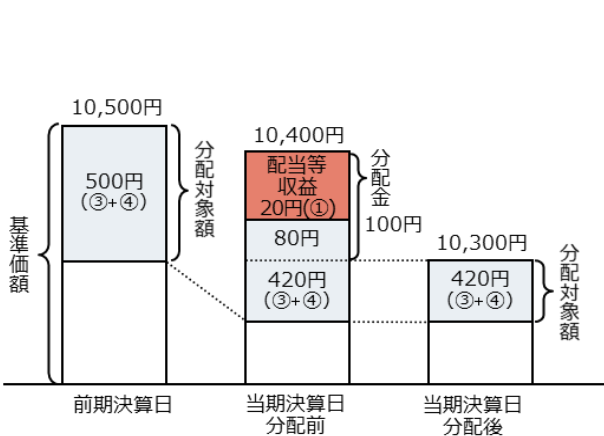 10,500円
500円
(③+④)
分配対象額
基準価額
10,400円
配当等
収益
20円(①)
80円
420円
(③+④)
分配金
100円
10,300円
420円
(③+④)
分配対象額
前期決算日
当期決算日
分配前
当期決算日
分配後